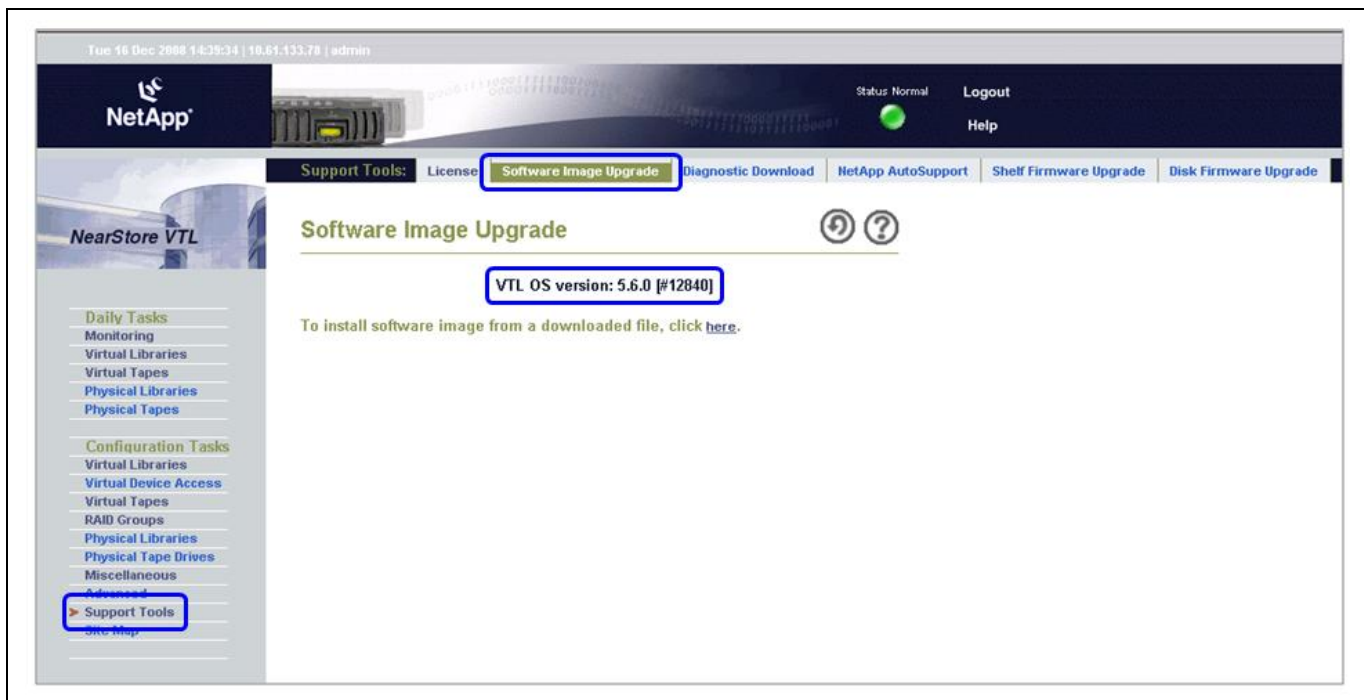 Tue 16 Dec 2008 14:39:34 | 10.61.133.78 | admin
NetApp
Status Normal
Logout
Help
Support Tools: License Software Image Upgrade Diagnostic Download NetApp AutoSupport Shelf Firmware Upgrade Disk Firmware Upgrade
NearStore VTL
Software Image Upgrade
VTL OS version: 5.6.0 [#12840]
To install software image from a downloaded file, click here.
Daily Tasks
Monitoring
Virtual Libraries
Virtual Tapes
Physical Libraries
Physical Tapes
Configuration Tasks
Virtual Libraries
Virtual Device Access
Virtual Tapes
RAID Groups
Physical Libraries
Physical Tape Drives
Miscellaneous
Advanced
Support Tools
Site Map